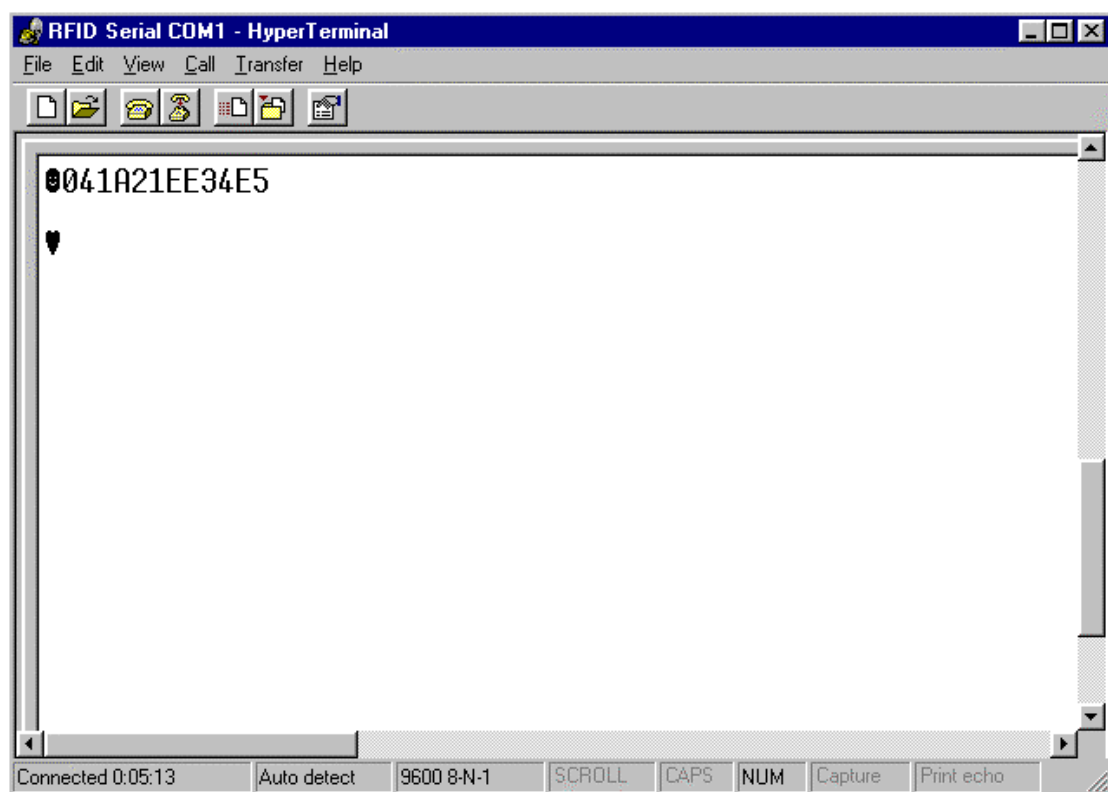 RFID Serial COM1 - HyperTerminal
File Edit View Call Transfer Help
☻041A21EE34E5
♥
Connected 0:05:13 Auto detect 9600 8-N-1 SCROLL CAPS NUM Capture Print echo